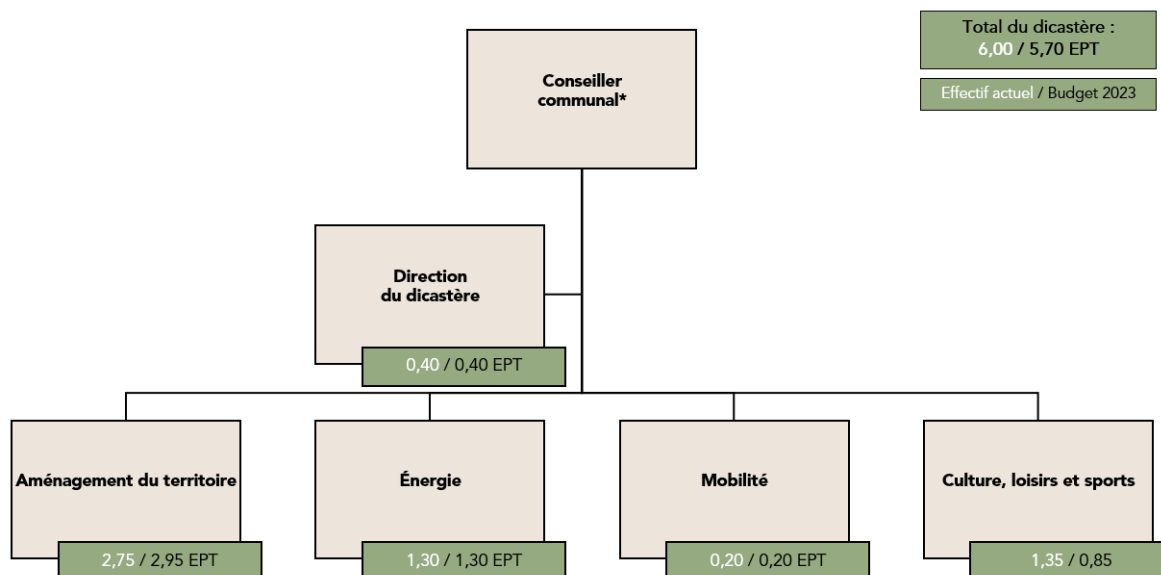 Total du dicastère :
6,00 / 5,70 EPT
Effectif actuel / Budget 2023
Conseiller
communal*
Direction
du dicastère
0,40 / 0,40 EPT
Aménagement du territoire
2,75 / 2,95 EPT
Énergie
1,30 / 1,30 EPT
Mobilité
0,20 / 0,20 EPT
Culture, loisirs et sports
1,35 / 0,85